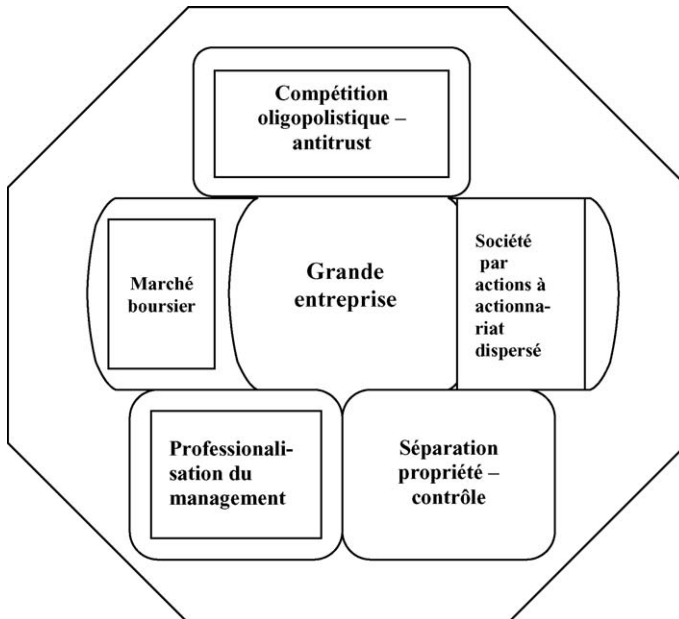 Compétition
oligopolistique –
antitrust
Marché
boursier
Grande
entreprise
Société
par
actions à
actionna-
riat
dispersé
Professionali-
sation du
management
Séparation
propriété –
contrôle